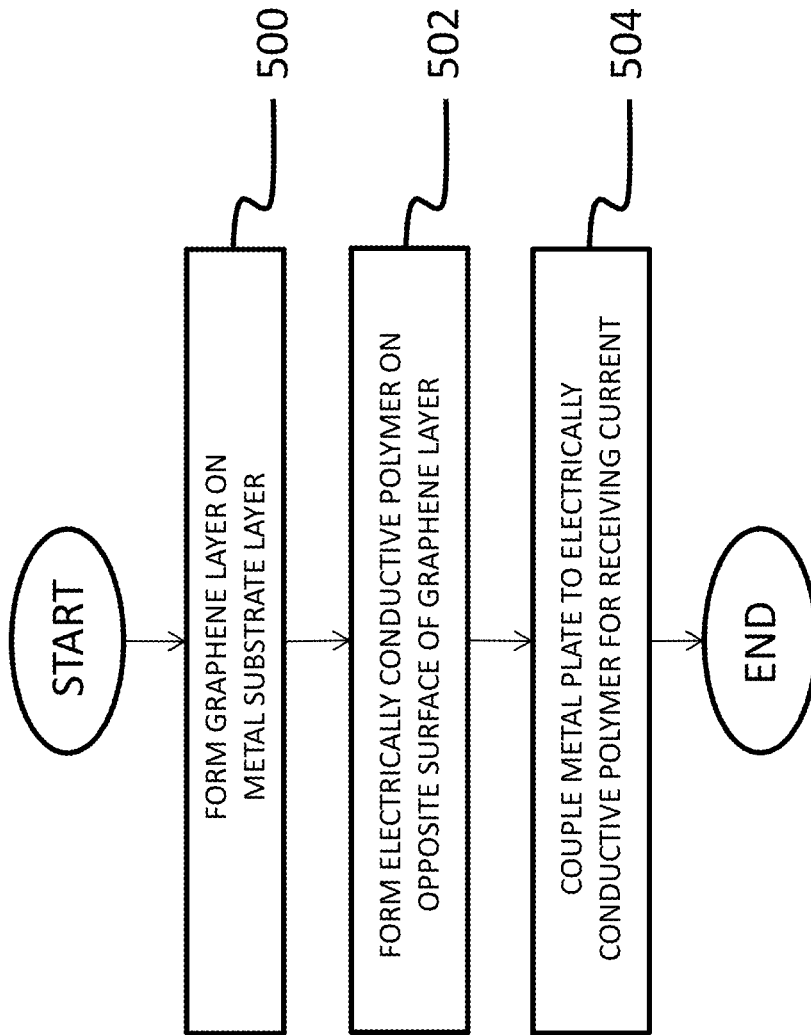 START
FORM GRAPHENE LAYER ON
METAL SUBSTRATE LAYER
500
FORM ELECTRICALLY CONDUCTIVE POLYMER ON
OPPOSITE SURFACE OF GRAPHENE LAYER
502
COUPLE METAL PLATE TO ELECTRICALLY
CONDUCTIVE POLYMER FOR RECEIVING CURRENT
504
END